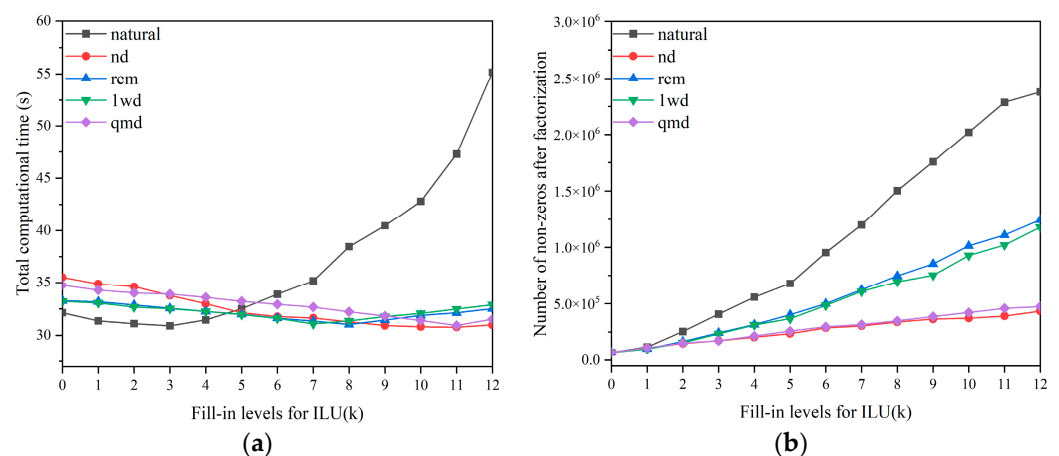 60
55
50
45
40
35
30
Total computational time (s)
natural
nd
rcm
1wd
qmd
0 1 2 3 4 5 6 7 8 9 10 11 12
Fill-in levels for ILU(k)
(a)
3.0×10⁶
2.5×10⁶
2.0×10⁶
1.5×10⁶
1.0×10⁶
5.0×10⁵
0.0
Number of non-zeros after factorization
natural
nd
rcm
1wd
qmd
0 1 2 3 4 5 6 7 8 9 10 11 12
Fill-in levels for ILU(k)
(b)